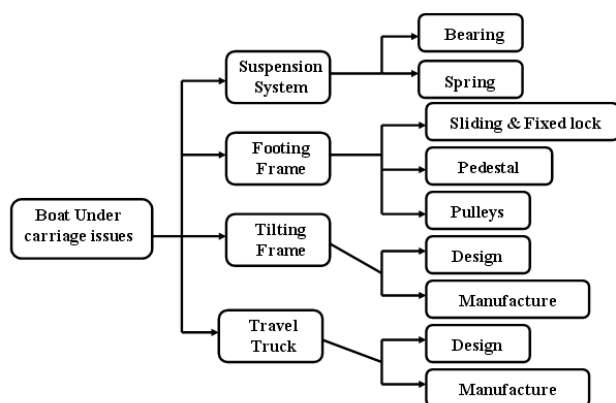 Boat Under
carriage issues
Suspension
System
Bearing
Spring
Footing
Frame
Sliding & Fixed lock
Pedestal
Pulleys
Tilting
Frame
Design
Manufacture
Travel
Truck
Design
Manufacture